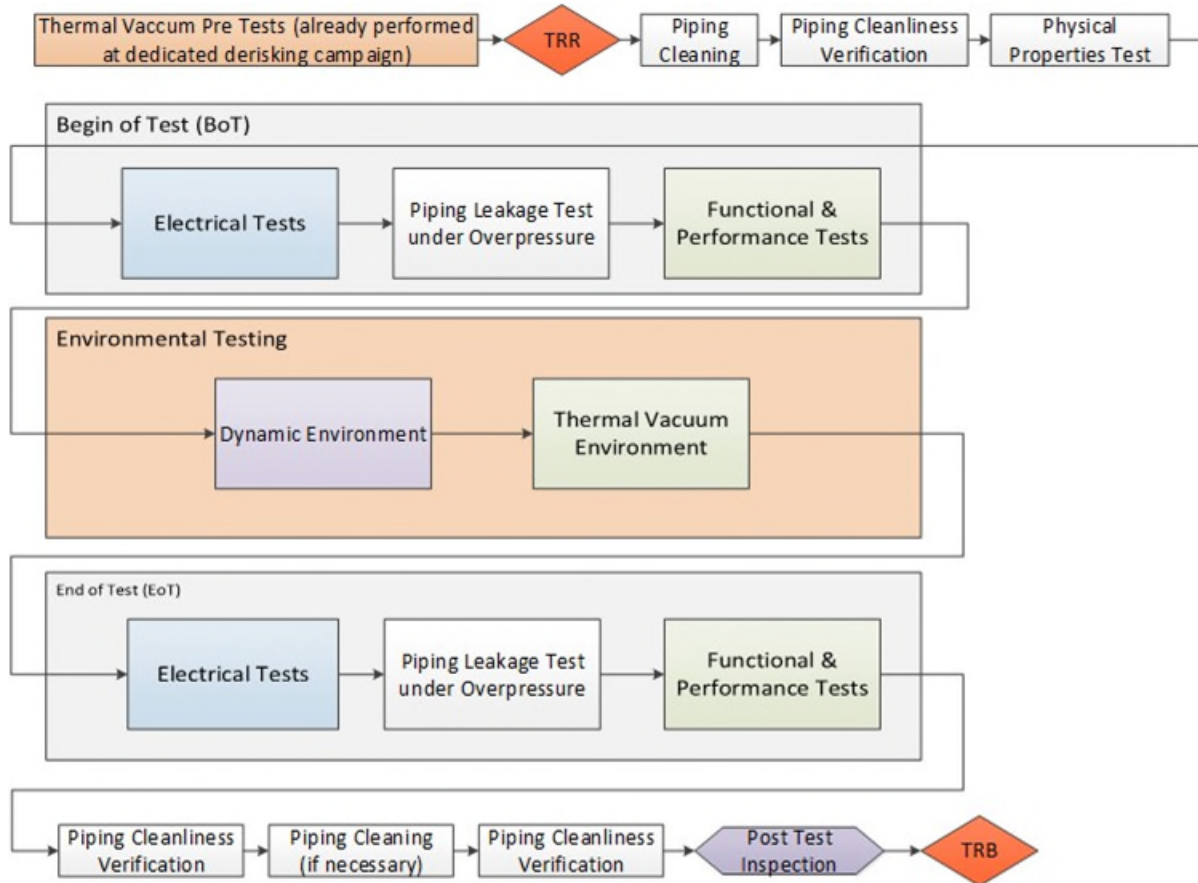 Thermal Vaccum Pre Tests (already performed
at dedicated derisking campaign)
TRR
Piping
Cleaning
Piping Cleanliness
Verification
Physical
Properties Test
Begin of Test (BoT)
Electrical Tests
Piping Leakage Test
under Overpressure
Functional &
Performance Tests
Environmental Testing
Dynamic Environment
Thermal Vacuum
Environment
End of Test (EoT)
Electrical Tests
Piping Leakage Test
under Overpressure
Functional &
Performance Tests
Piping Cleanliness
Verification
Piping Cleaning
(if necessary)
Piping Cleanliness
Verification
Post Test
Inspection
TRB